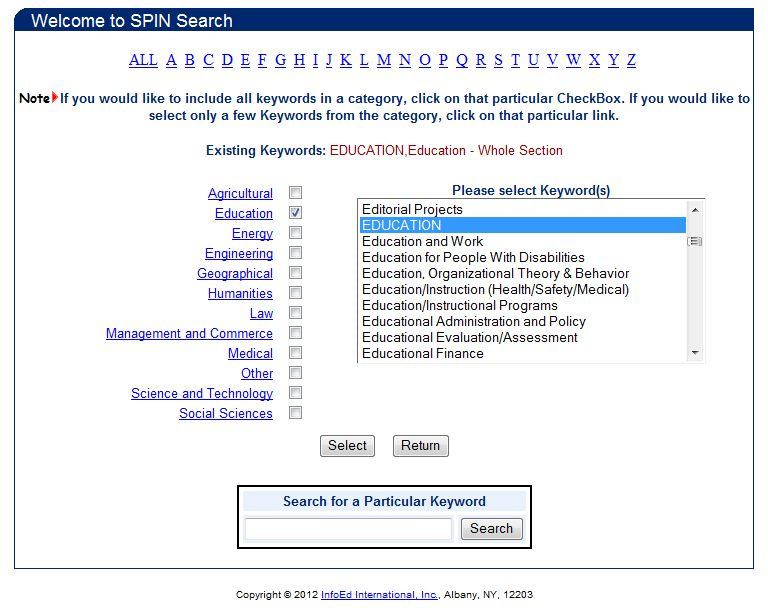 Welcome to SPIN Search
ALL A B C D E F G H I J K L M N O P Q R S T U V W X Y Z
Note If you would like to include all keywords in a category, click on that particular CheckBox. If you would like to
select only a few Keywords from the category, click on that particular link.
Existing Keywords: EDUCATION,Education - Whole Section
Agricultural
Education
Energy
Engineering
Geographical
Humanities
Law
Management and Commerce
Medical
Other
Science and Technology
Social Sciences
Please select Keyword(s)
Editorial Projects
EDUCATION
Education and Work
Education for People With Disabilities
Education, Organizational Theory & Behavior
Education/Instruction (Health/Safety/Medical)
Education/Instructional Programs
Educational Administration and Policy
Educational Evaluation/Assessment
Educational Finance
Select Return
Search for a Particular Keyword
Search
Copyright © 2012 InfoEd International, Inc., Albany, NY, 12203